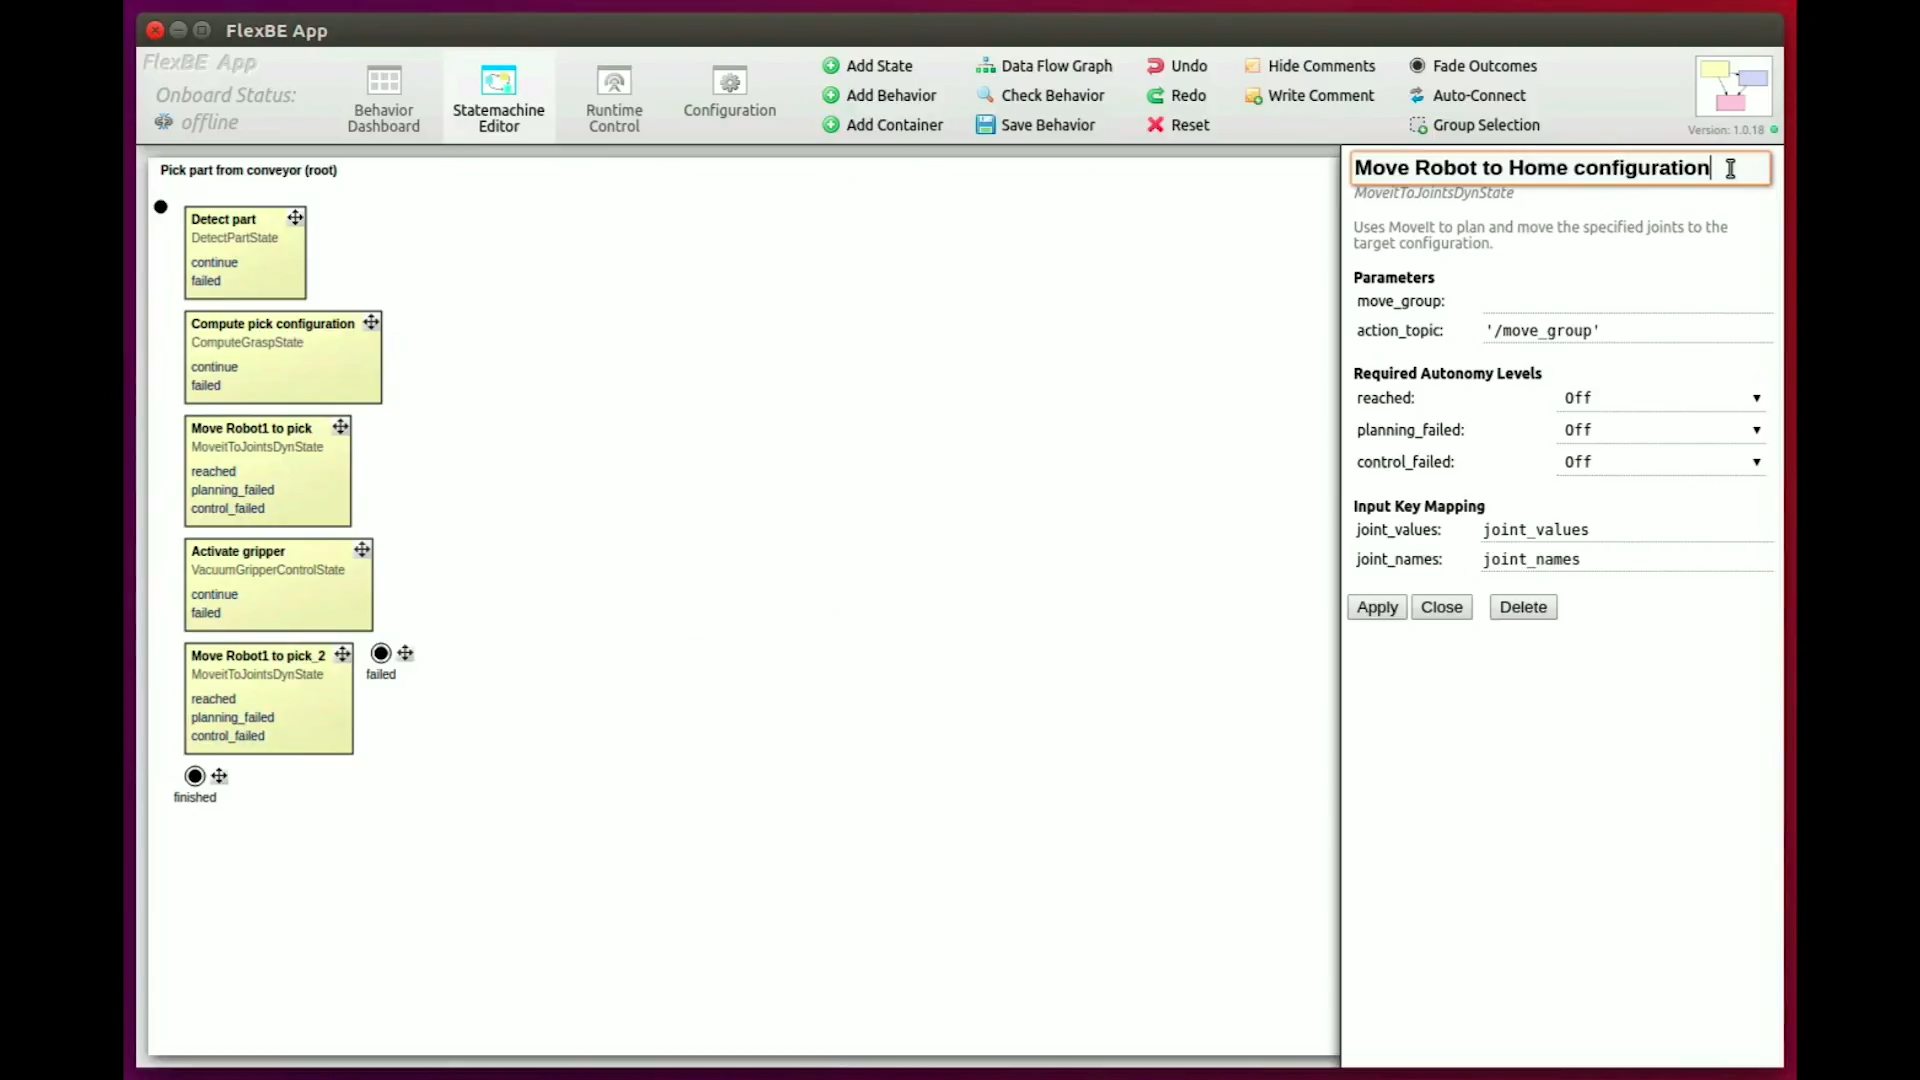 FlexBE App
FlexBE App
Onboard Status:
offline
Behavior
Dashboard
Statemachine
Editor
Runtime
Control
Configuration
Add State
Add Behavior
Add Container
Data Flow Graph
Check Behavior
Save Behavior
Undo
Redo
Reset
Hide Comments
Write Comment
Fade Outcomes
Auto-Connect
Group Selection
Version: 1.0.18
Pick part from conveyor (root)
Detect part
DetectPartState
continue
failed
Compute pick configuration
ComputeGraspState
continue
failed
Move Robot1 to pick
MoveitToJointsDynState
reached
planning_failed
control_failed
Activate gripper
VacuumGripperControlState
continue
failed
Move Robot1 to pick_2
MoveitToJointsDynState
reached
planning_failed
control_failed
failed
finished
Move Robot to Home configuration
MoveitToJointsDynState
Uses MoveIt to plan and move the specified joints to the
target configuration.
Parameters
move_group:
action_topic: '/move_group'
Required Autonomy Levels
reached: Off
planning_failed: Off
control_failed: Off
Input Key Mapping
joint_values: joint_values
joint_names: joint_names
Apply Close Delete